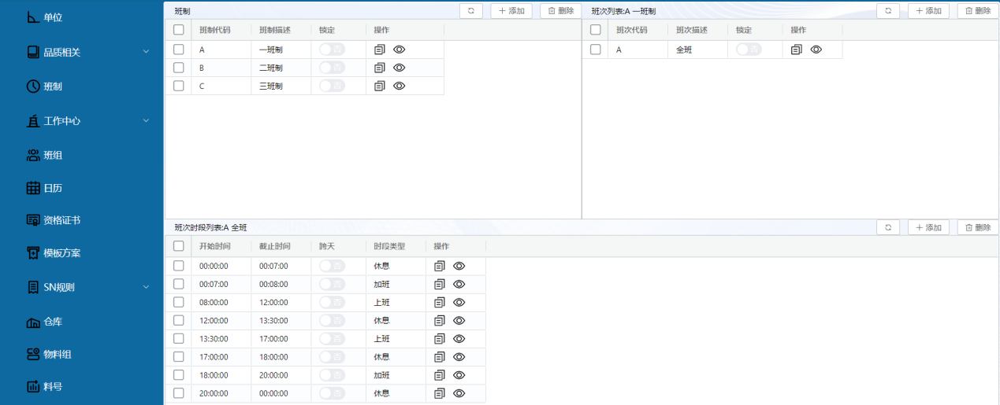 单位
品质相关
班制
工作中心
班组
日历
资格证书
模板方案
SN规则
仓库
物料组
料号
班制
添加
删除
班制代码 班制描述 锁定 操作
A 一班制 否
B 二班制 否
C 三班制 否
班次列表:A 一班制
添加
删除
班次代码 班次描述 锁定 操作
A 全班 否
班次时段列表:A 全班
添加
删除
开始时间 截止时间 跨天 时段类型 操作
00:00:00 00:07:00 否 休息
00:07:00 00:08:00 否 加班
08:00:00 12:00:00 否 上班
12:00:00 13:30:00 否 休息
13:30:00 17:00:00 否 上班
17:00:00 18:00:00 否 休息
18:00:00 20:00:00 否 加班
20:00:00 00:00:00 否 休息